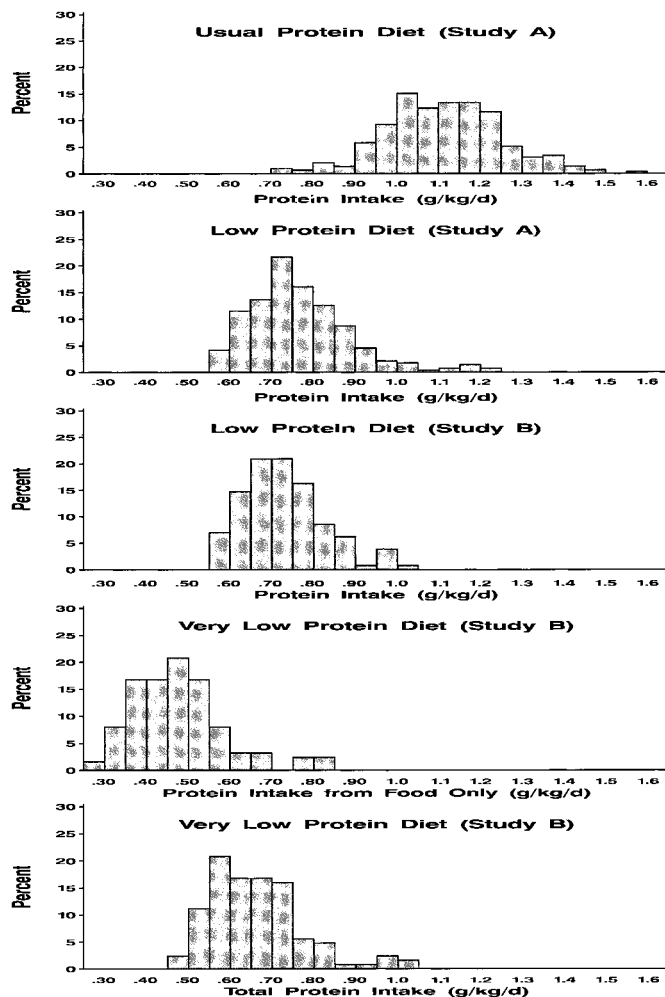 Usual Protein Diet (Study A)
Percent
30
25
20
15
10
5
0
.30 .40 .50 .60 .70 .80 .90 1.0 1.1 1.2 1.3 1.4 1.5 1.6
Protein Intake (g/kg/d)
Low Protein Diet (Study A)
Percent
30
25
20
15
10
5
0
.30 .40 .50 .60 .70 .80 .90 1.0 1.1 1.2 1.3 1.4 1.5 1.6
Protein Intake (g/kg/d)
Low Protein Diet (Study B)
Percent
30
25
20
15
10
5
0
.30 .40 .50 .60 .70 .80 .90 1.0 1.1 1.2 1.3 1.4 1.5 1.6
Protein Intake (g/kg/d)
Very Low Protein Diet (Study B)
Percent
30
25
20
15
10
5
0
.30 .40 .50 .60 .70 .80 .90 1.0 1.1 1.2 1.3 1.4 1.5 1.6
Protein Intake from Food Only (g/kg/d)
Very Low Protein Diet (Study B)
Percent
30
25
20
15
10
5
0
.30 .40 .50 .60 .70 .80 .90 1.0 1.1 1.2 1.3 1.4 1.5 1.6
Total Protein Intake (g/kg/d)